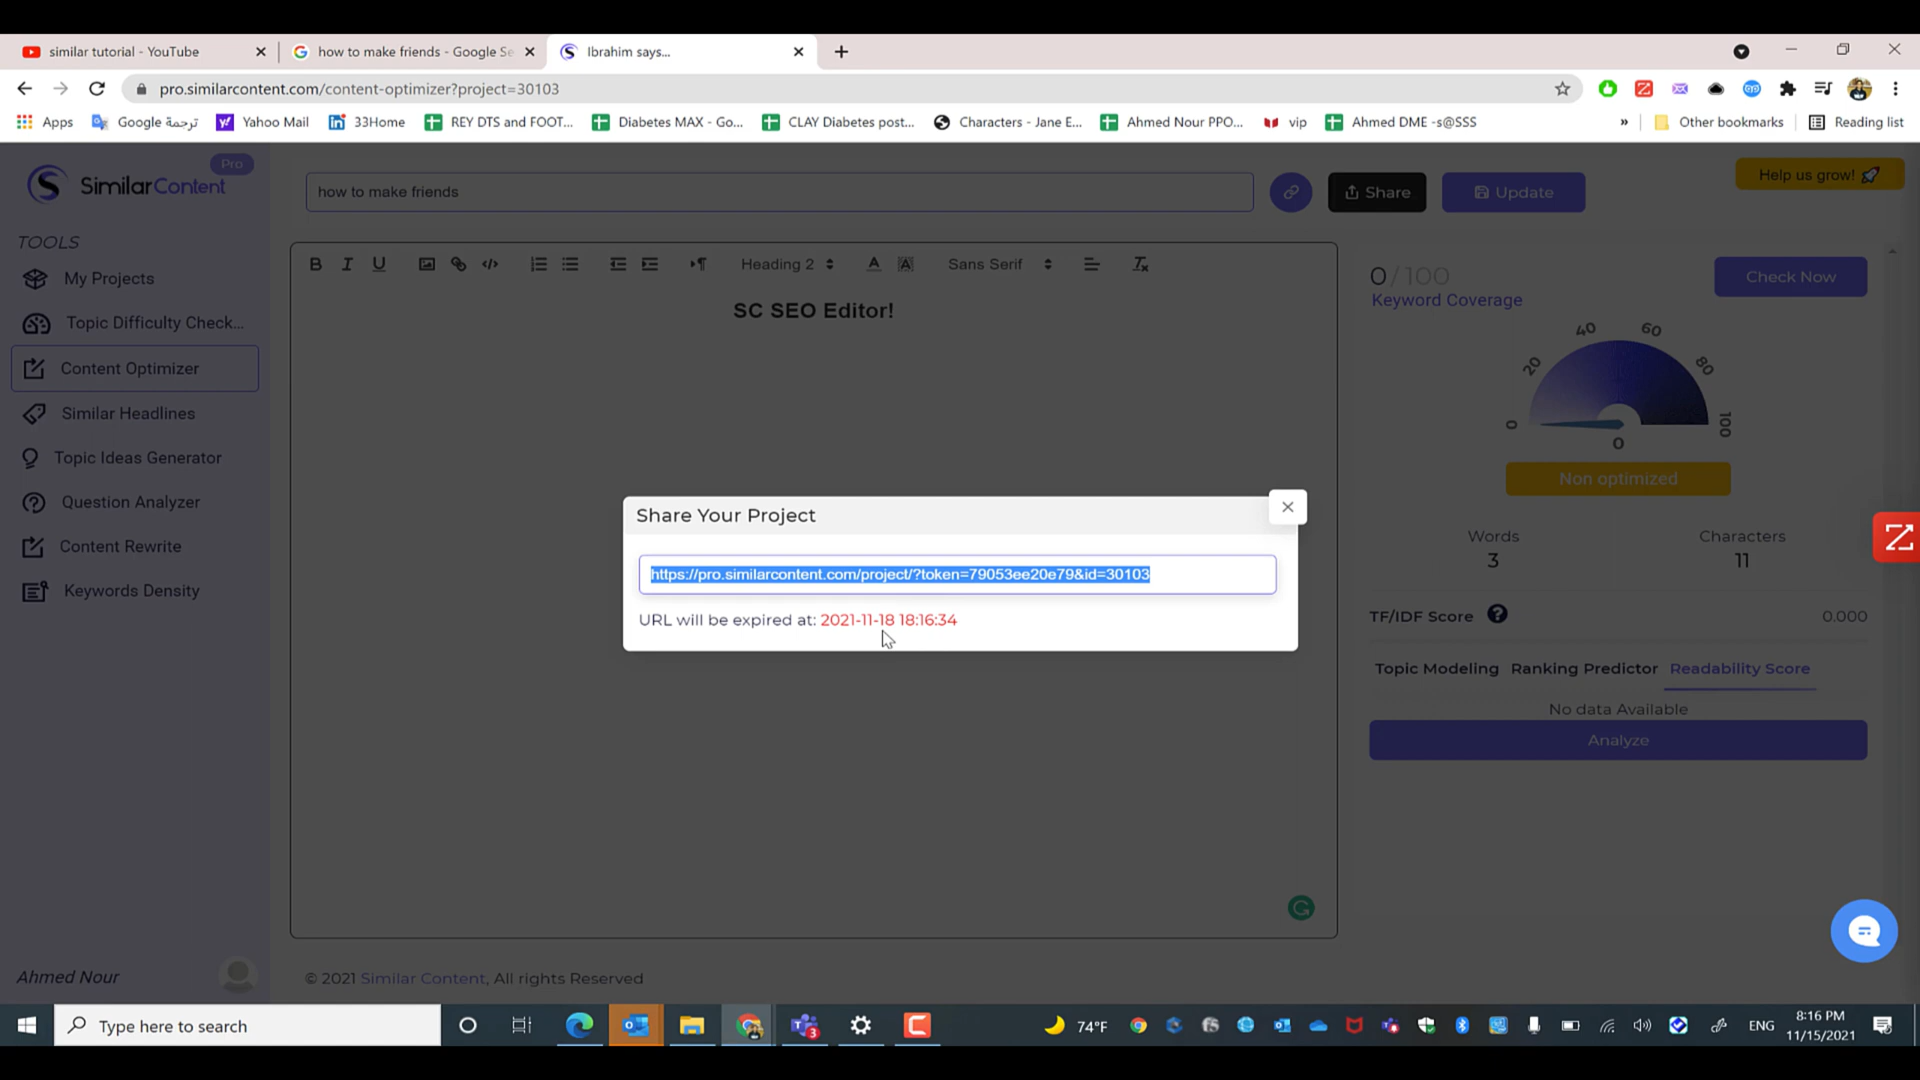 similar tutorial - YouTube
how to make friends - Google Se
Ibrahim says...
pro.similarcontent.com/content-optimizer?project=30103
Apps
Google ترجمة
Yahoo Mail
33Home
REY DTS and FOOT...
Diabetes MAX - Go...
CLAY Diabetes post...
Characters - Jane E...
Ahmed Nour PPO...
vip
Ahmed DME -s@SSS
»
Other bookmarks
Reading list
SimilarContent
Pro
how to make friends
Share
Update
Help us grow!
TOOLS
My Projects
Topic Difficulty Check...
Content Optimizer
Similar Headlines
Topic Ideas Generator
Question Analyzer
Content Rewrite
Keywords Density
Ahmed Nour
B I U
Heading 2
Sans Serif
SC SEO Editor!
Share Your Project
https://pro.similarcontent.com/project/?token=79053ee20e79&id=30103
URL will be expired at: 2021-11-18 18:16:34
0 / 100
Keyword Coverage
Check Now
0 20 40 60 80 100
0
Non optimized
Words
3
Characters
11
TF/IDF Score
0.000
Topic Modeling Ranking Predictor Readability Score
No data Available
Analyze
© 2021 Similar Content, All rights Reserved
Type here to search
74°F
ENG
8:16 PM
11/15/2021